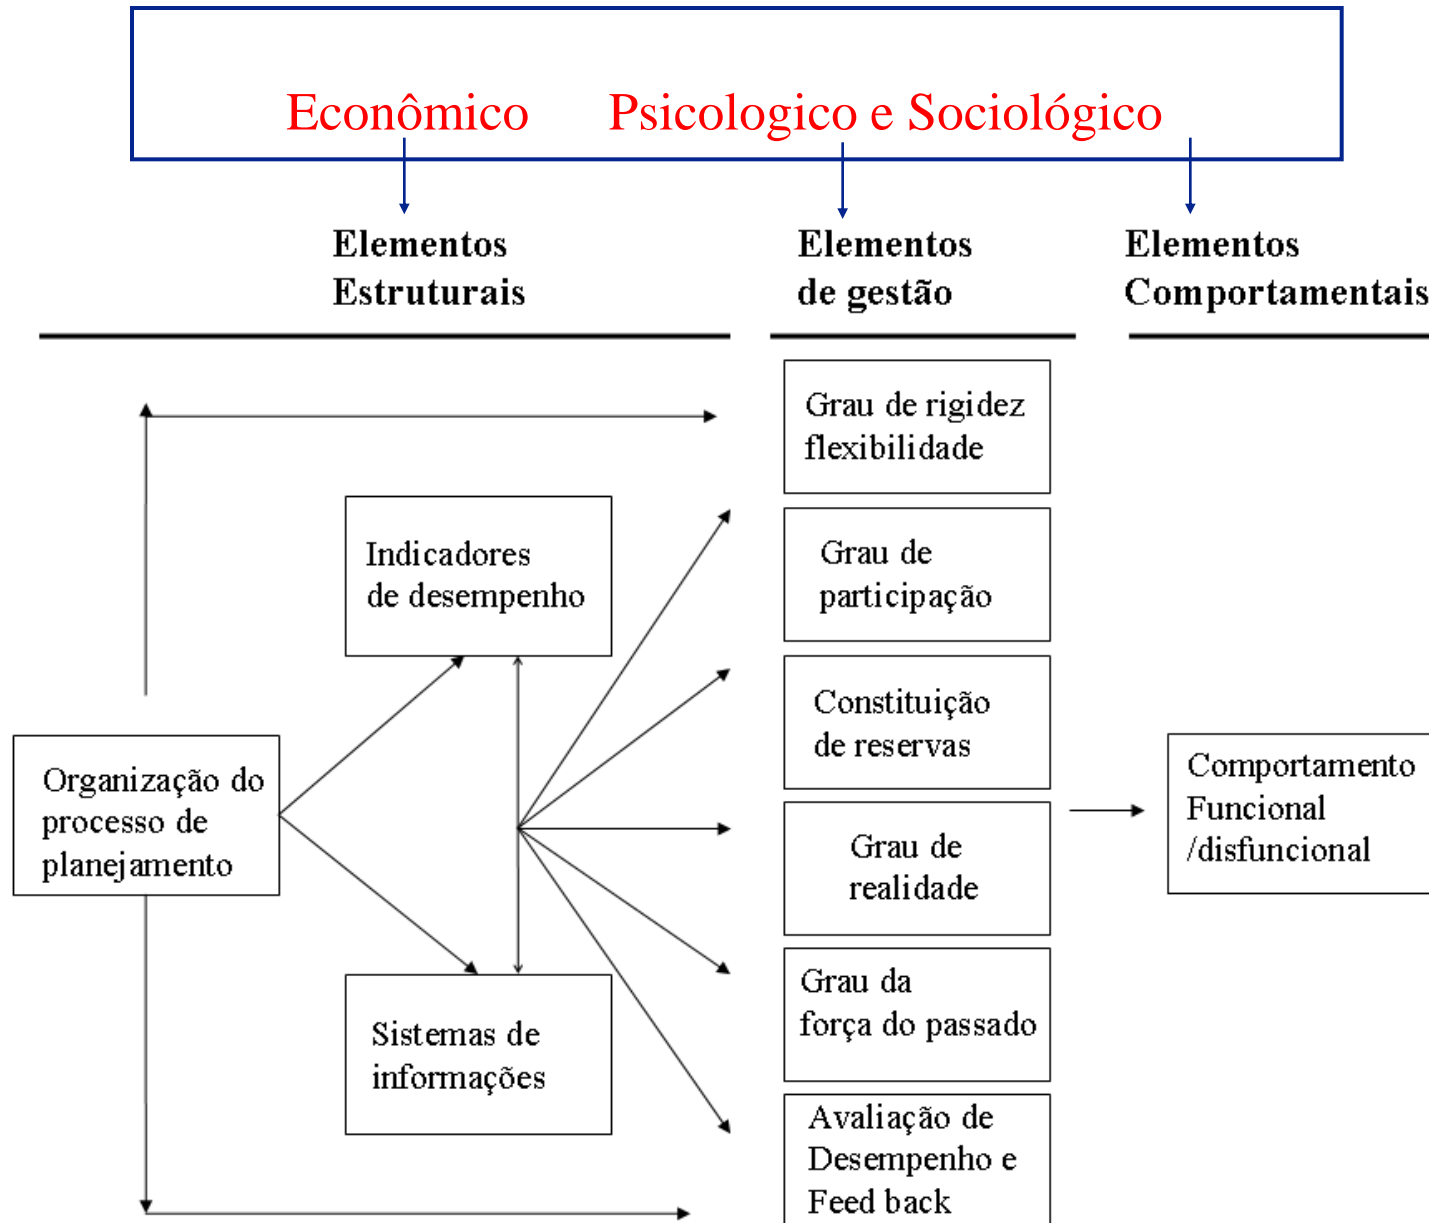 Econômico Psicologico e Sociológico
Elementos
Estruturais
Elementos
de gestão
Elementos
Comportamentais
Grau de rigidez
flexibilidade
Indicadores
de desempenho
Grau de
participação
Constituição
de reservas
Organização do
processo de
planejamento
Comportamento
Funcional
/disfuncional
Grau de
realidade
Grau da
força do passado
Sistemas de
informações
Avaliação de
Desempenho e
Feed back